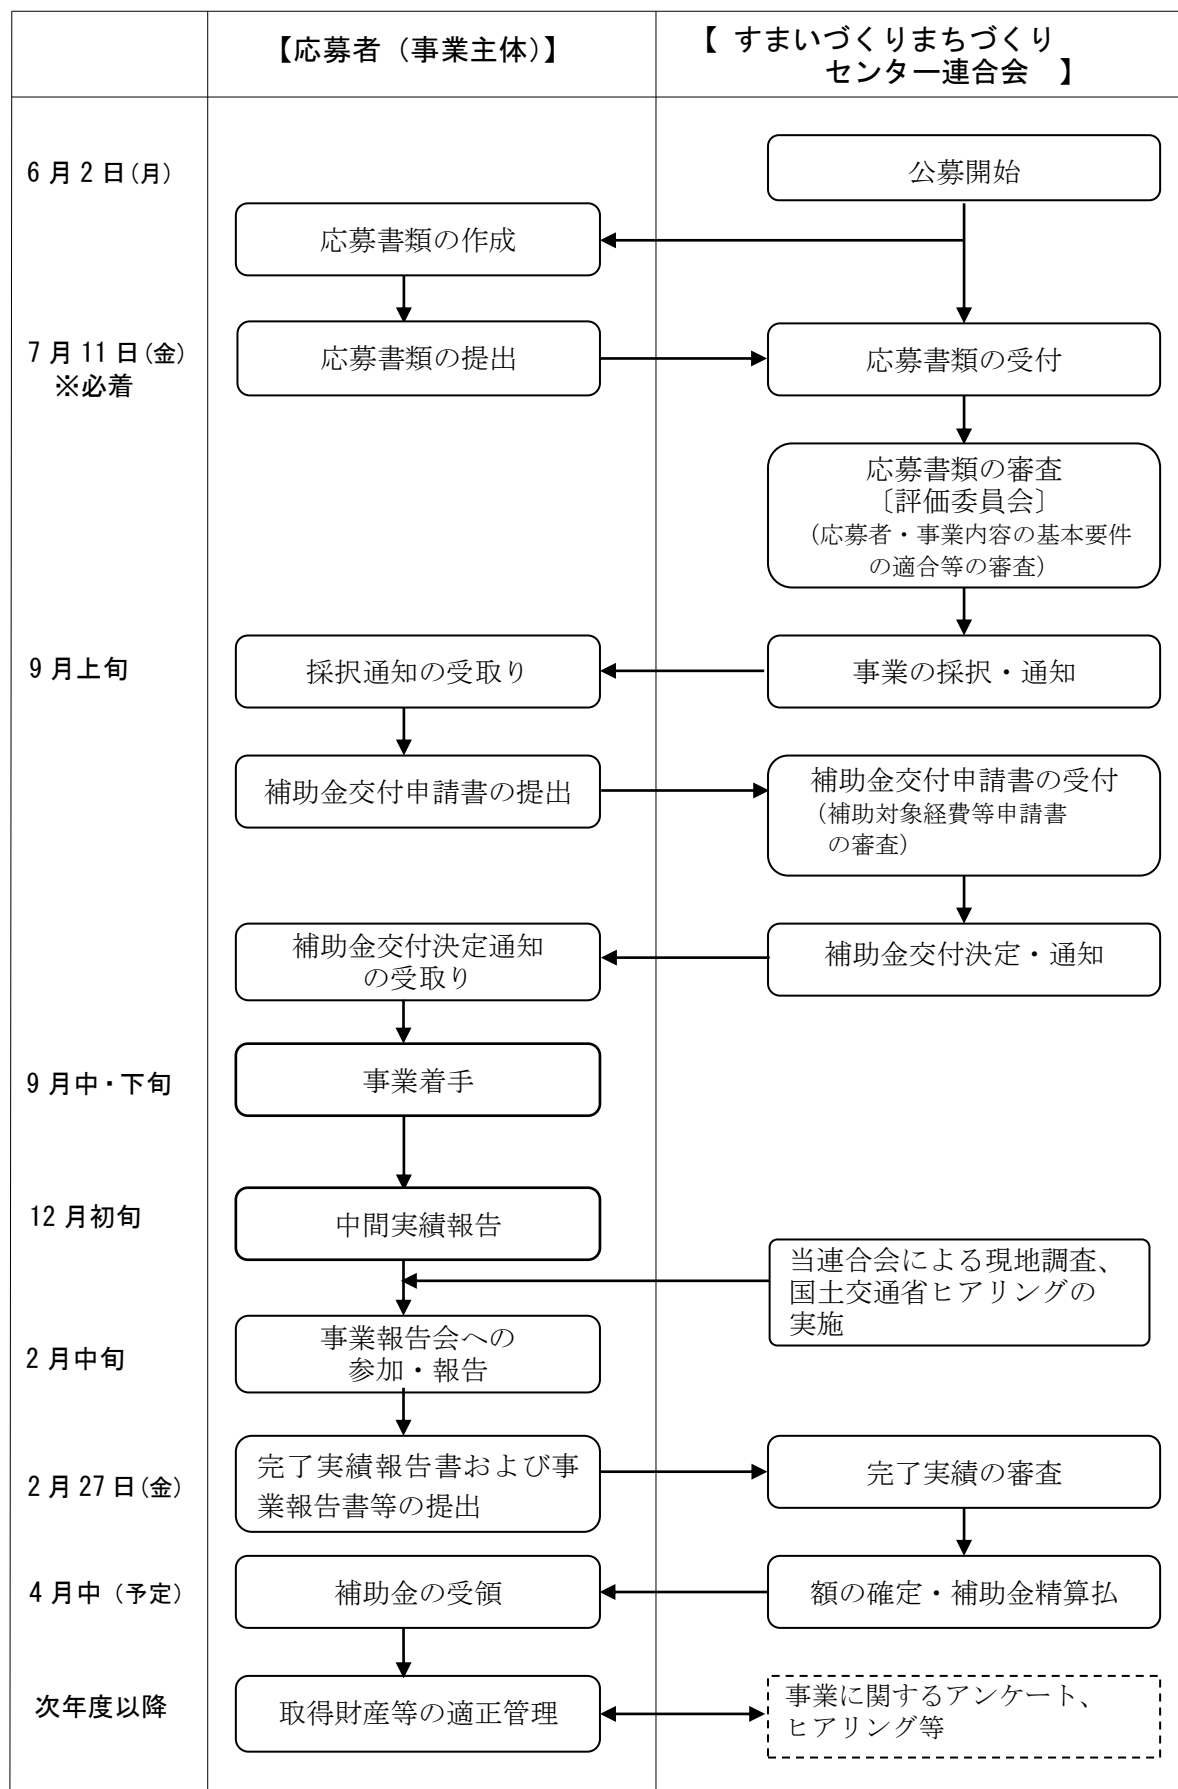 【応募者（事業主体）】
【 すまいづくりまちづくり
センター連合会 】
6月2日(月)
公募開始
応募書類の作成
7月11日(金)
※必着
応募書類の提出
応募書類の受付
応募書類の審査
〔評価委員会〕
（応募者・事業内容の基本要件
の適合等の審査）
9月上旬
採択通知の受取り
事業の採択・通知
補助金交付申請書の提出
補助金交付申請書の受付
（補助対象経費等申請書
の審査）
補助金交付決定通知
の受取り
補助金交付決定・通知
9月中・下旬
事業着手
12月初旬
中間実績報告
当連合会による現地調査、
国土交通省ヒアリングの
実施
2月中旬
事業報告会への
参加・報告
2月27日(金)
完了実績報告書および事
業報告書等の提出
完了実績の審査
4月中（予定）
補助金の受領
額の確定・補助金精算払
次年度以降
取得財産等の適正管理
事業に関するアンケート、
ヒアリング等